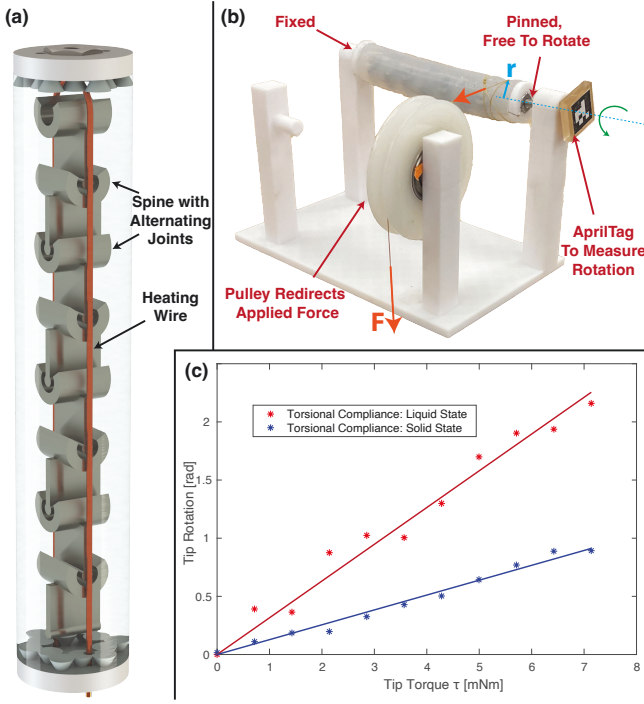 (a)
Spine with
Alternating
Joints
Heating
Wire
(b)
Fixed
Pinned,
Free To Rotate
r
AprilTag
To Measure
Rotation
Pulley Redirects
Applied Force
F
(c)
Torsional Compliance: Liquid State
Torsional Compliance: Solid State
Tip Rotation [rad]
2
1.5
1
0.5
0
0 1 2 3 4 5 6 7 8
Tip Torque τ [mNm]